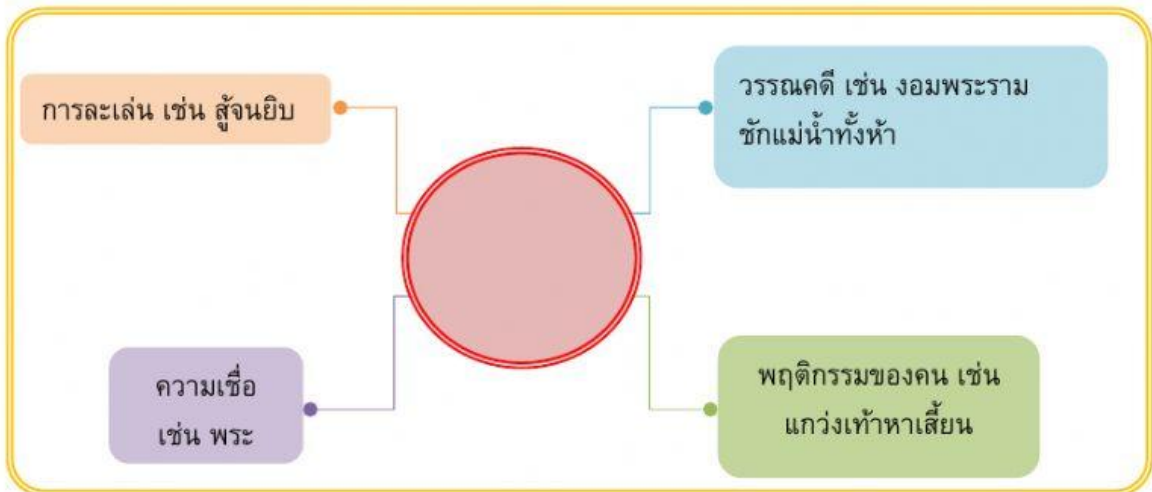 การละเล่น เช่น สู้จนยิบ
วรรณคดี เช่น งอมพระราม
ชักแม่น้ำทั้งห้า
ความเชื่อ
เช่น พระ
พฤติกรรมของคน เช่น
แกว่งเท้าหาเสี้ยน